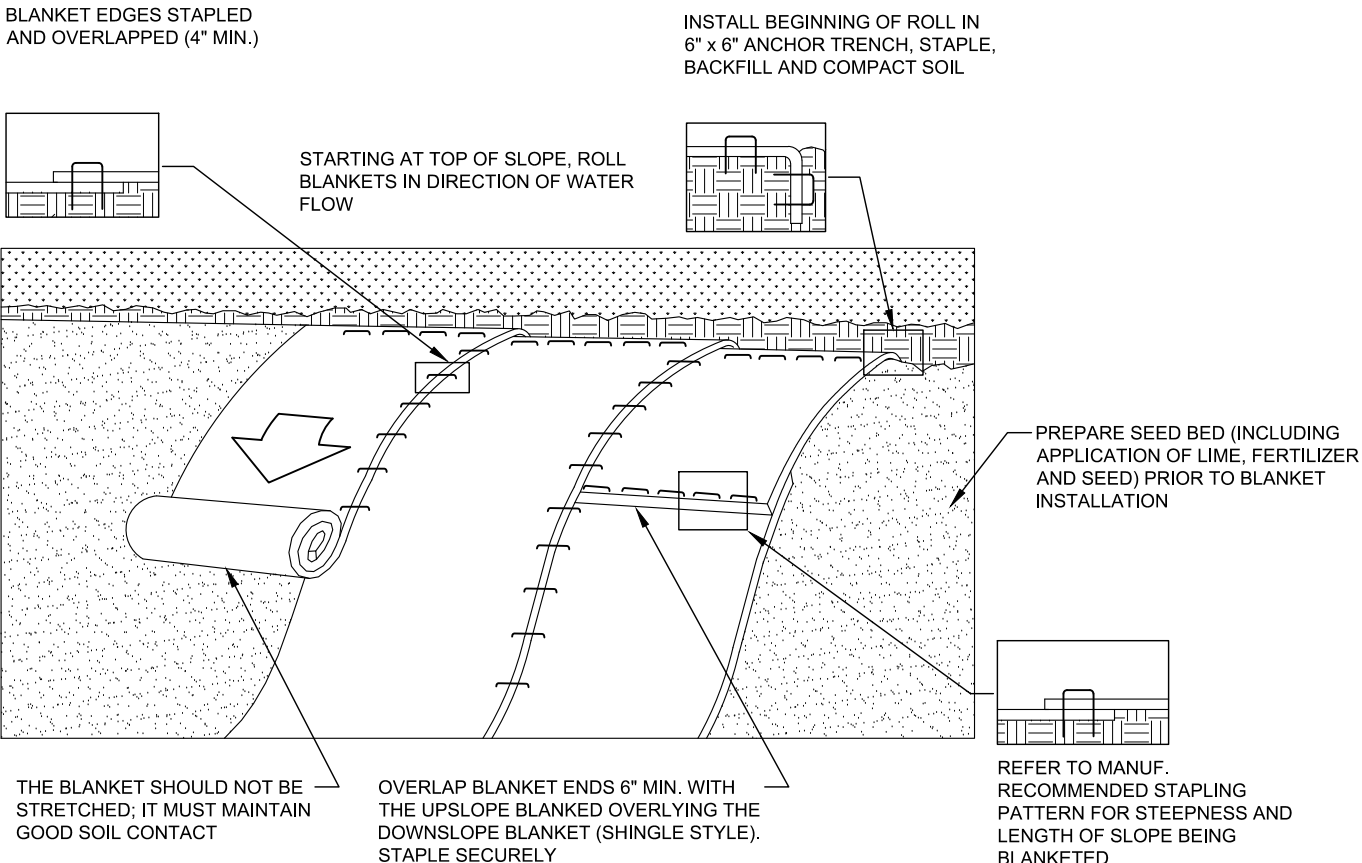 BLANKET EDGES STAPLED
AND OVERLAPPED (4" MIN.)
INSTALL BEGINNING OF ROLL IN
6" x 6" ANCHOR TRENCH, STAPLE,
BACKFILL AND COMPACT SOIL
STARTING AT TOP OF SLOPE, ROLL
BLANKETS IN DIRECTION OF WATER
FLOW
PREPARE SEED BED (INCLUDING
APPLICATION OF LIME, FERTILIZER
AND SEED) PRIOR TO BLANKET
INSTALLATION
THE BLANKET SHOULD NOT BE
STRETCHED; IT MUST MAINTAIN
GOOD SOIL CONTACT
OVERLAP BLANKET ENDS 6" MIN. WITH
THE UPSLOPE BLANKED OVERLYING THE
DOWNSLOPE BLANKET (SHINGLE STYLE).
STAPLE SECURELY
REFER TO MANUF.
RECOMMENDED STAPLING
PATTERN FOR STEEPNESS AND
LENGTH OF SLOPE BEING
BLANKETED